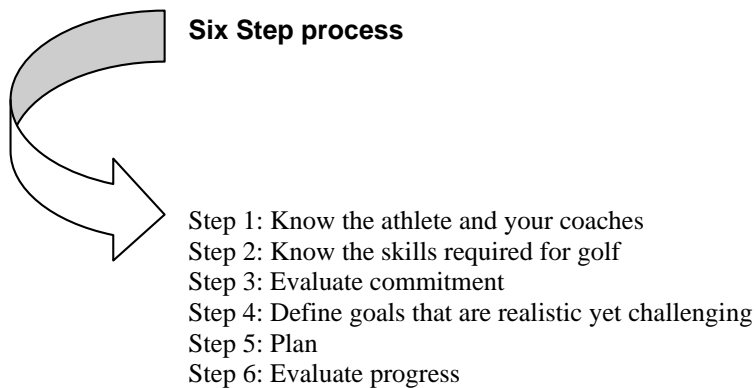 Six Step process
Step 1: Know the athlete and your coaches
Step 2: Know the skills required for golf
Step 3: Evaluate commitment
Step 4: Define goals that are realistic yet challenging
Step 5: Plan
Step 6: Evaluate progress